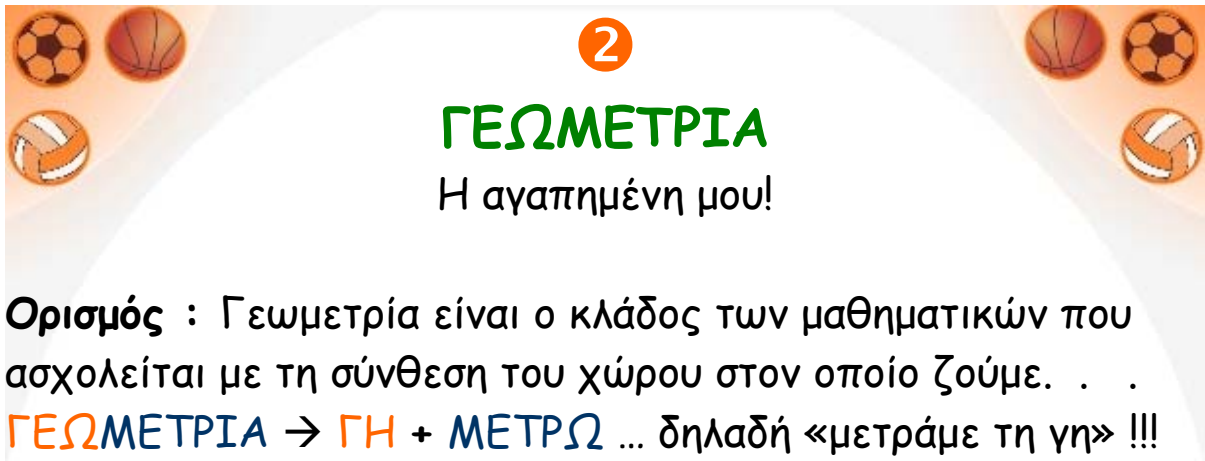 2
ΓΕΩΜΕΤΡΙΑ
Η αγαπημένη μου!
Ορισμός : Γεωμετρία είναι ο κλάδος των μαθηματικών που
ασχολείται με τη σύνθεση του χώρου στον οποίο ζούμε. . .
ΓΕΩΜΕΤΡΙΑ → ΓΗ + ΜΕΤΡΩ … δηλαδή «μετράμε τη γη» !!!